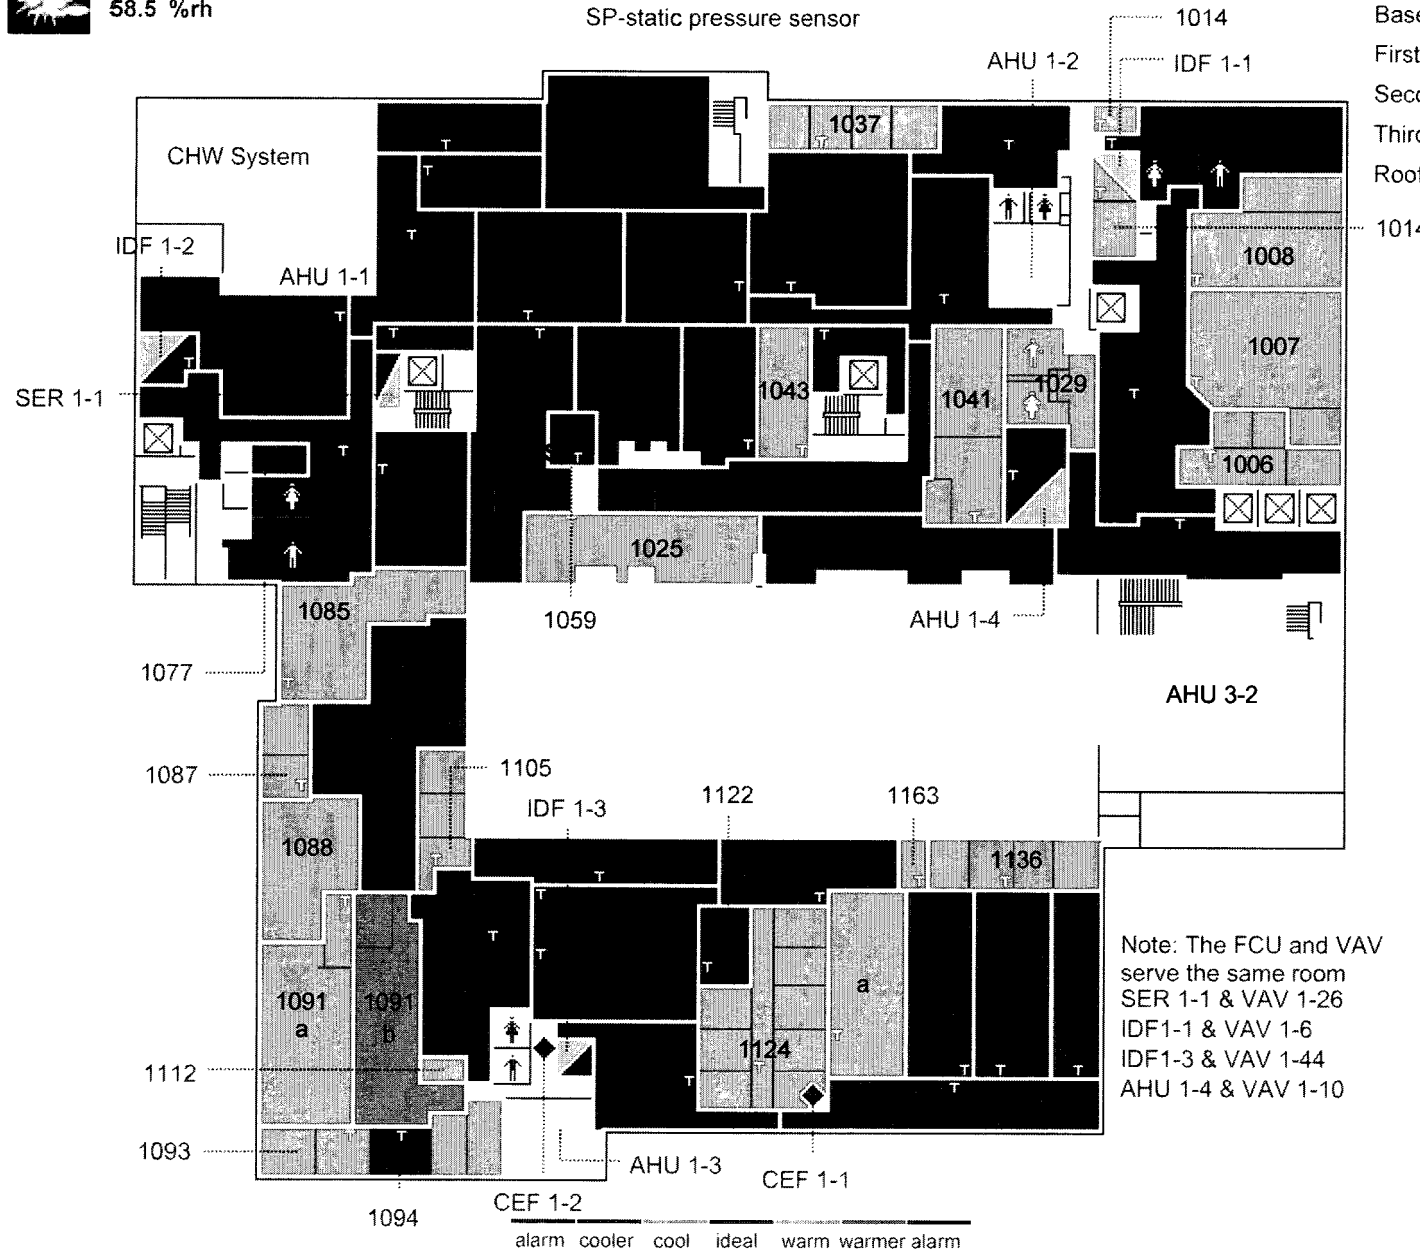 58.5 %rh
SP-static pressure sensor
1014
Base
First
AHU 1-2
IDF 1-1
Seco
1037
Third
CHW System
Roof
1014
IDF 1-2
1008
AHU 1-1
1007
SER 1-1
1043
1041
1029
1006
1025
1059
AHU 1-4
1085
1077
AHU 3-2
1087
1105
IDF 1-3
1122
1163
1088
1136
Note: The FCU and VAV
serve the same room
SER 1-1 & VAV 1-26
IDF1-1 & VAV 1-6
IDF1-3 & VAV 1-44
AHU 1-4 & VAV 1-10
1091
a
1091
b
a
1124
1112
1093
AHU 1-3
CEF 1-1
CEF 1-2
1094
alarm cooler cool ideal warm warmer alarm